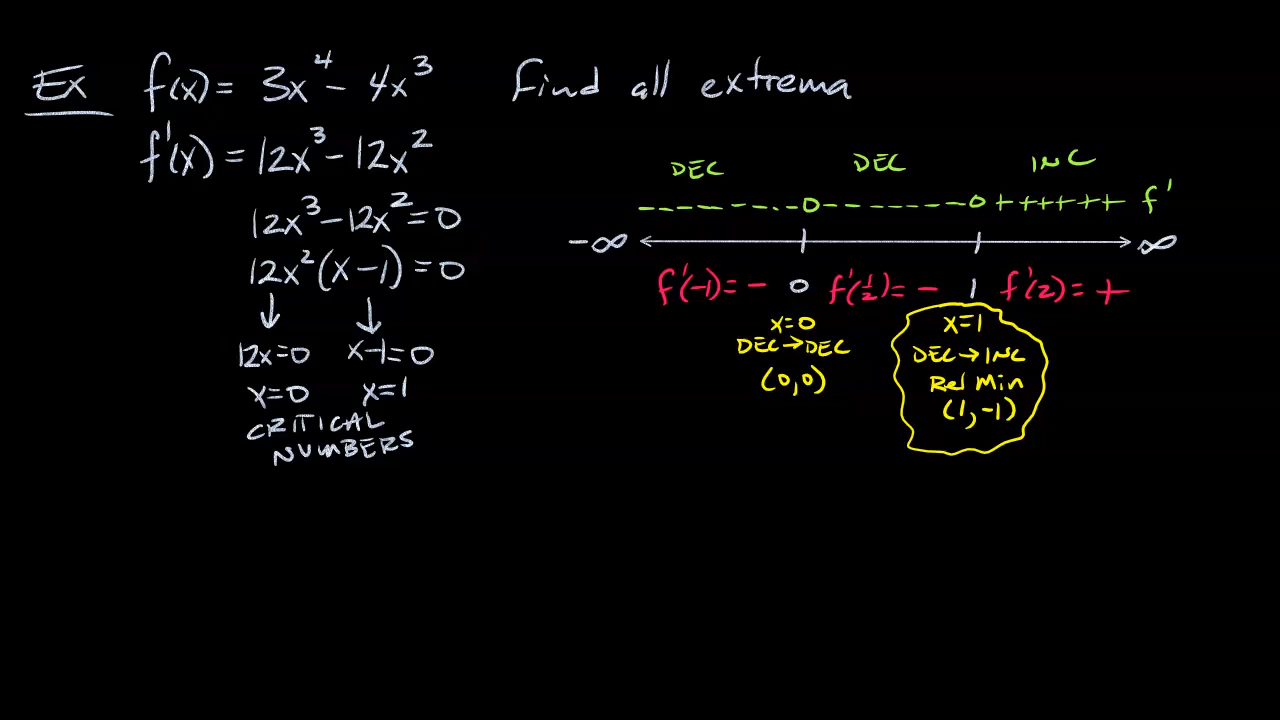 Ex f(x) = 3x⁴ - 4x³ Find all extrema
f'(x) = 12x³ - 12x²
12x³ - 12x² = 0
12x²(x - 1) = 0
12x=0 x-1=0
x=0 x=1
CRITICAL
NUMBERS
DEC DEC INC
-------- 0 -------- 0 ++++++ f'
-∞ ∞
f'(-1) = - 0 f'(1/2) = - 1 f'(2) = +
x=0
DEC→DEC
(0,0)
x=1
DEC→INC
Rel Min
(1,-1)